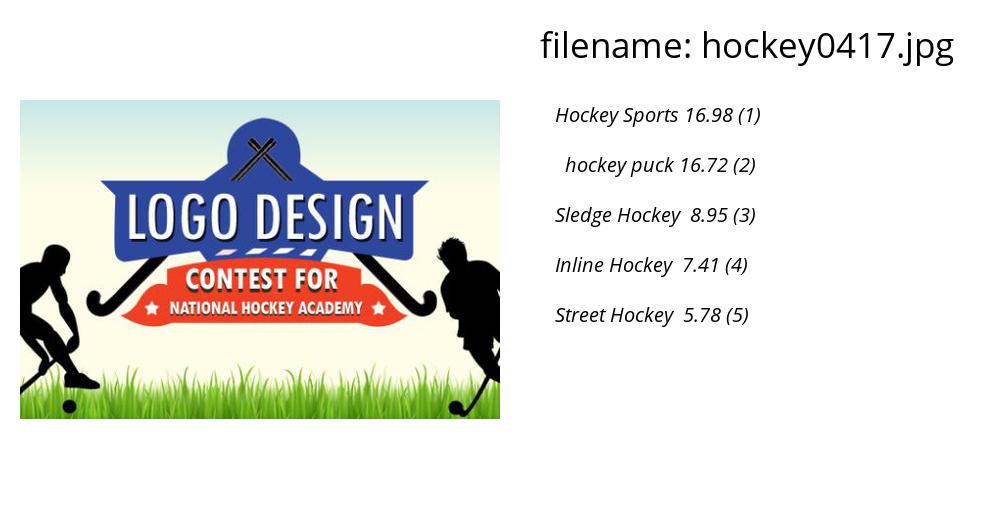 filename: hockey0417.jpg
LOGO DESIGN
CONTEST FOR
NATIONAL HOCKEY ACADEMY
Hockey Sports 16.98 (1)
hockey puck 16.72 (2)
Sledge Hockey 8.95 (3)
Inline Hockey 7.41 (4)
Street Hockey 5.78 (5)